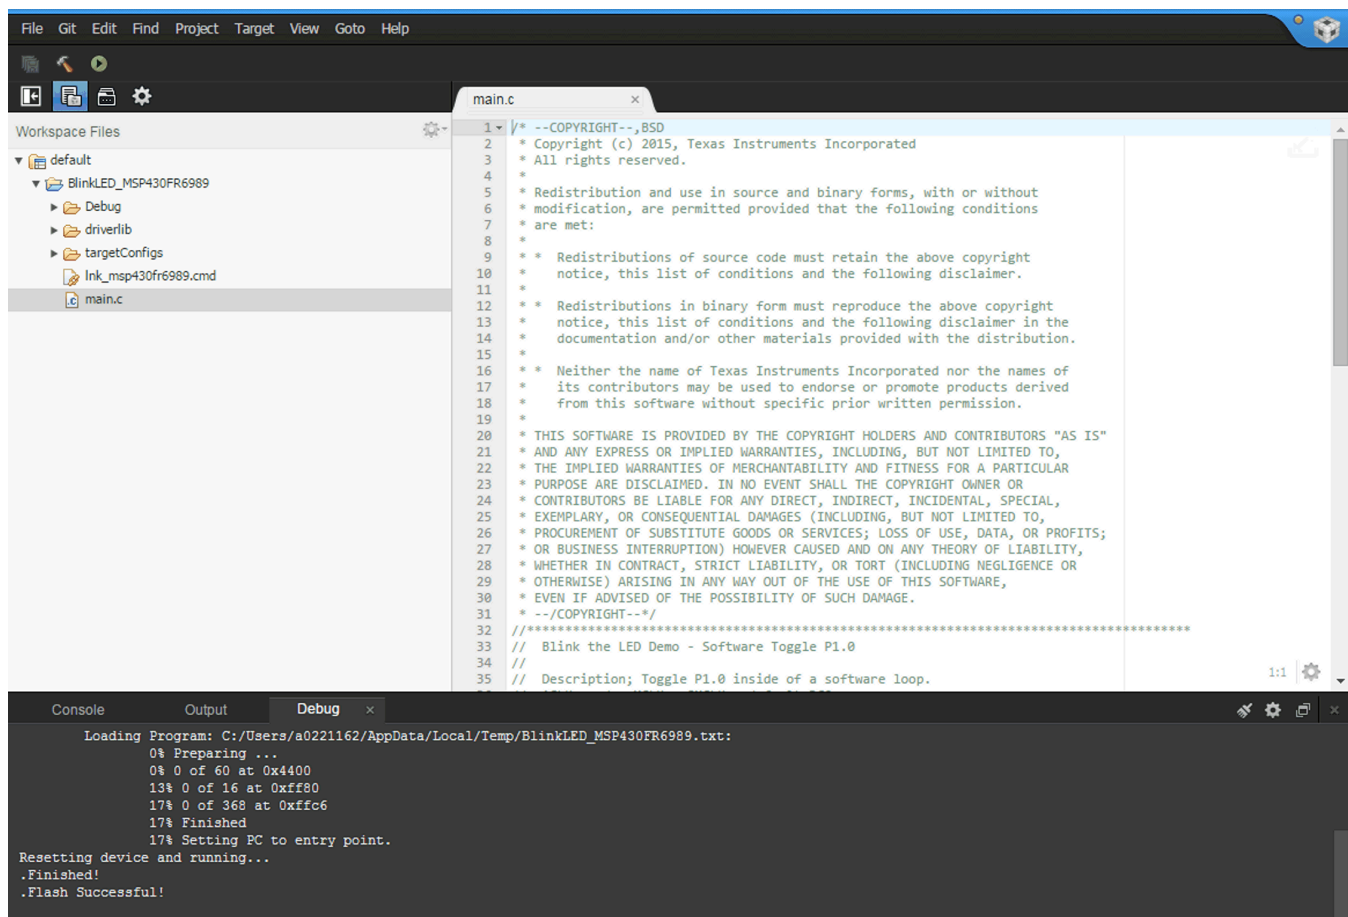 File Git Edit Find Project Target View Goto Help
main.c ×
Workspace Files
default
BlinkLED_MSP430FR6989
Debug
driverlib
targetConfigs
lnk_msp430fr6989.cmd
main.c
1 /* --COPYRIGHT--,BSD
2 * Copyright (c) 2015, Texas Instruments Incorporated
3 * All rights reserved.
4 *
5 * Redistribution and use in source and binary forms, with or without
6 * modification, are permitted provided that the following conditions
7 * are met:
8 *
9 * * Redistributions of source code must retain the above copyright
10 * notice, this list of conditions and the following disclaimer.
11 *
12 * * Redistributions in binary form must reproduce the above copyright
13 * notice, this list of conditions and the following disclaimer in the
14 * documentation and/or other materials provided with the distribution.
15 *
16 * * Neither the name of Texas Instruments Incorporated nor the names of
17 * its contributors may be used to endorse or promote products derived
18 * from this software without specific prior written permission.
19 *
20 * THIS SOFTWARE IS PROVIDED BY THE COPYRIGHT HOLDERS AND CONTRIBUTORS "AS IS"
21 * AND ANY EXPRESS OR IMPLIED WARRANTIES, INCLUDING, BUT NOT LIMITED TO,
22 * THE IMPLIED WARRANTIES OF MERCHANTABILITY AND FITNESS FOR A PARTICULAR
23 * PURPOSE ARE DISCLAIMED. IN NO EVENT SHALL THE COPYRIGHT OWNER OR
24 * CONTRIBUTORS BE LIABLE FOR ANY DIRECT, INDIRECT, INCIDENTAL, SPECIAL,
25 * EXEMPLARY, OR CONSEQUENTIAL DAMAGES (INCLUDING, BUT NOT LIMITED TO,
26 * PROCUREMENT OF SUBSTITUTE GOODS OR SERVICES; LOSS OF USE, DATA, OR PROFITS;
27 * OR BUSINESS INTERRUPTION) HOWEVER CAUSED AND ON ANY THEORY OF LIABILITY,
28 * WHETHER IN CONTRACT, STRICT LIABILITY, OR TORT (INCLUDING NEGLIGENCE OR
29 * OTHERWISE) ARISING IN ANY WAY OUT OF THE USE OF THIS SOFTWARE,
30 * EVEN IF ADVISED OF THE POSSIBILITY OF SUCH DAMAGE.
31 * --/COPYRIGHT--*/
32 //***************************************************************************************
33 // Blink the LED Demo - Software Toggle P1.0
34 //
35 // Description; Toggle P1.0 inside of a software loop.
1:1
Console Output Debug ×
Loading Program: C:/Users/a0221162/AppData/Local/Temp/BlinkLED_MSP430FR6989.txt:
0% Preparing ...
0% 0 of 60 at 0x4400
13% 0 of 16 at 0xff80
17% 0 of 368 at 0xffc6
17% Finished
17% Setting PC to entry point.
Resetting device and running...
.Finished!
.Flash Successful!